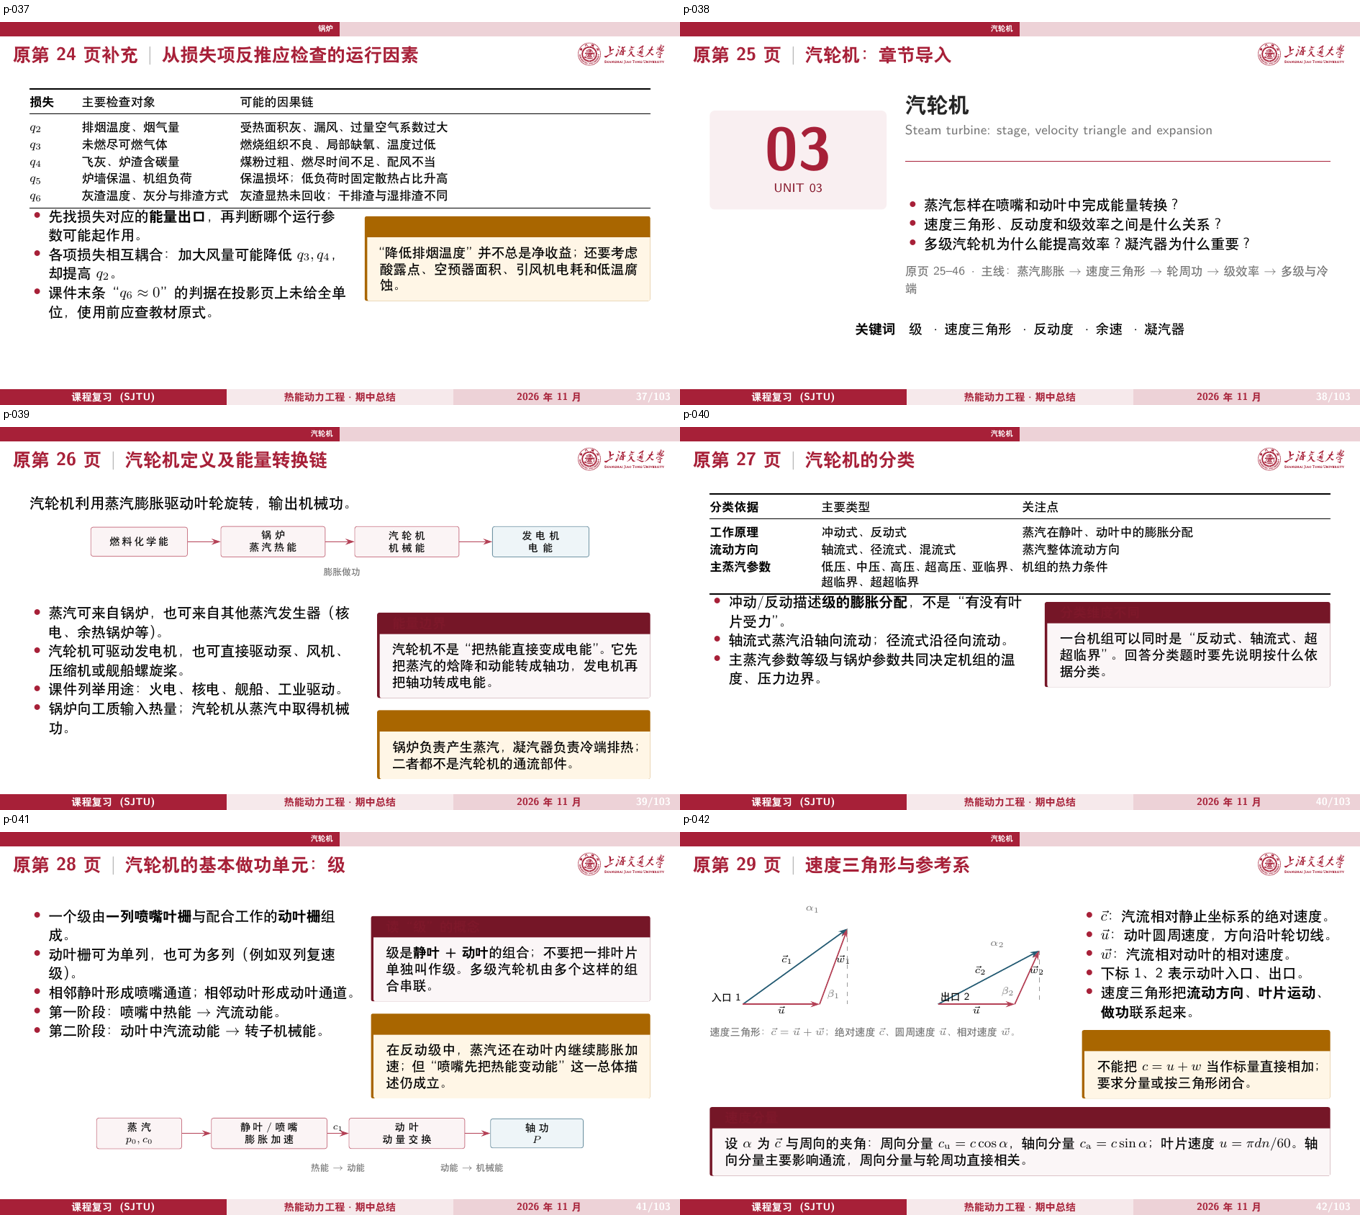 p-037
锅炉
原第 24 页补充 | 从损失项反推应检查的运行因素
上海交通大学
SHANGHAI JIAO TONG UNIVERSITY
损失 主要检查对象 可能的因果链
q2 排烟温度、烟气量 受热面积灰、漏风、过量空气系数过大
q3 未燃尽可燃气体 燃烧组织不良、局部缺氧、温度过低
q4 飞灰、炉渣含碳量 煤粉过粗、燃尽时间不足、配风不当
q5 炉墙保温、机组负荷 保温损坏；低负荷时固定散热占比升高
q6 灰渣温度、灰分与排渣方式 灰渣显热未回收；干排渣与湿排渣不同
• 先找损失对应的能量出口，再判断哪个运行参
数可能起作用。
• 各项损失相互耦合：加大风量可能降低 q3, q4，
却提高 q2。
• 课件末条“q6 ≈ 0”的判据在投影页上未给全单
位，使用前应查教材原式。
“降低排烟温度”并不总是净收益；还要考虑
酸露点、空预器面积、引风机电耗和低温腐
蚀。
课程复习（SJTU） 热能动力工程 · 期中总结 2026 年 11 月 37/103
p-038
汽轮机
原第 25 页 | 汽轮机：章节导入
上海交通大学
SHANGHAI JIAO TONG UNIVERSITY
03
UNIT 03
汽轮机
Steam turbine: stage, velocity triangle and expansion
• 蒸汽怎样在喷嘴和动叶中完成能量转换？
• 速度三角形、反动度和级效率之间是什么关系？
• 多级汽轮机为什么能提高效率？凝汽器为什么重要？
原页 25–46 · 主线：蒸汽膨胀 → 速度三角形 → 轮周功 → 级效率 → 多级与冷
端
关键词 级 · 速度三角形 · 反动度 · 余速 · 凝汽器
课程复习（SJTU） 热能动力工程 · 期中总结 2026 年 11 月 38/103
p-039
汽轮机
原第 26 页 | 汽轮机定义及能量转换链
上海交通大学
SHANGHAI JIAO TONG UNIVERSITY
汽轮机利用蒸汽膨胀驱动叶轮旋转，输出机械功。
燃料化学能
锅炉
蒸汽热能
汽轮机
机械能
发电机
电能
膨胀做功
• 蒸汽可来自锅炉，也可来自其他蒸汽发生器（核
电、余热锅炉等）。
• 汽轮机可驱动发电机，也可直接驱动泵、风机、
压缩机或舰船螺旋桨。
• 课件列举用途：火电、核电、舰船、工业驱动。
• 锅炉向工质输入热量；汽轮机从蒸汽中取得机械
功。
汽轮机不是“把热能直接变成电能”。它先
把蒸汽的焓降和动能转成轴功，发电机再
把轴功转成电能。
锅炉负责产生蒸汽，凝汽器负责冷端排热；
二者都不是汽轮机的通流部件。
课程复习（SJTU） 热能动力工程 · 期中总结 2026 年 11 月 39/103
p-040
汽轮机
原第 27 页 | 汽轮机的分类
上海交通大学
SHANGHAI JIAO TONG UNIVERSITY
分类依据 主要类型 关注点
工作原理 冲动式、反动式 蒸汽在静叶、动叶中的膨胀分配
流动方向 轴流式、径流式、混流式 蒸汽整体流动方向
主蒸汽参数 低压、中压、高压、超高压、亚临界、 机组的热力条件
超临界、超超临界
• 冲动/反动描述级的膨胀分配，不是“有没有叶
片受力”。
• 轴流式蒸汽沿轴向流动；径流式沿径向流动。
• 主蒸汽参数等级与锅炉参数共同决定机组的温
度、压力边界。
一台机组可以同时是“反动式、轴流式、超
超临界”。回答分类题时要先说明按什么依
据分类。
课程复习（SJTU） 热能动力工程 · 期中总结 2026 年 11 月 40/103
p-041
汽轮机
原第 28 页 | 汽轮机的基本做功单元：级
上海交通大学
SHANGHAI JIAO TONG UNIVERSITY
• 一个级由一列喷嘴叶栅与配合工作的动叶栅组
成。
• 动叶栅可为单列，也可为多列（例如双列复速
级）。
• 相邻静叶形成喷嘴通道；相邻动叶形成动叶通道。
• 第一阶段：喷嘴中热能 → 汽流动能。
• 第二阶段：动叶中汽流动能 → 转子机械能。
级是静叶 + 动叶的组合；不要把一排叶片
单独叫作级。多级汽轮机由多个这样的组
合串联。
在反动级中，蒸汽还在动叶内继续膨胀加
速；但“喷嘴先把热能变动能”这一总体描
述仍成立。
蒸汽
p0, c0
静叶 / 喷嘴
膨胀加速
c1
动叶
动量交换
轴功
P
热能 → 动能
动能 → 机械能
课程复习（SJTU） 热能动力工程 · 期中总结 2026 年 11 月 41/103
p-042
汽轮机
原第 29 页 | 速度三角形与参考系
上海交通大学
SHANGHAI JIAO TONG UNIVERSITY
α1
c⃗1
w⃗1
β1
入口 1
u⃗
α2
c⃗2
w⃗2
β2
出口 2
u⃗
速度三角形：c⃗ = u⃗ + w⃗；绝对速度 c⃗、圆周速度 u⃗、相对速度 w⃗。
• c⃗：汽流相对静止坐标系的绝对速度。
• u⃗：动叶圆周速度，方向沿叶轮切线。
• w⃗：汽流相对动叶的相对速度。
• 下标 1、2 表示动叶入口、出口。
• 速度三角形把流动方向、叶片运动、
做功联系起来。
不能把 c = u + w 当作标量直接相加；
要求分量或按三角形闭合。
设 α 为 c⃗ 与周向的夹角：周向分量 cu = c cos α，轴向分量 ca = c sin α；叶片速度 u = πdn/60。轴
向分量主要影响通流，周向分量与轮周功直接相关。
课程复习（SJTU） 热能动力工程 · 期中总结 2026 年 11 月 42/103